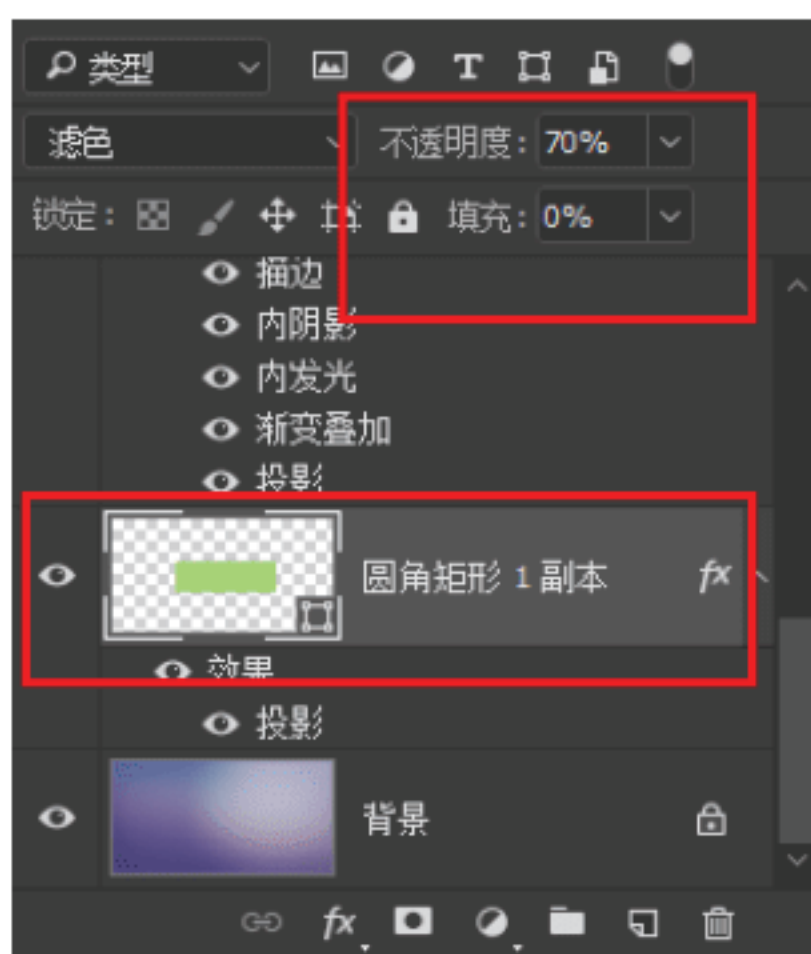 类型
滤色 不透明度: 70%
锁定: 填充: 0%
描边
内阴影
内发光
渐变叠加
投影
圆角矩形 1 副本 fx
效果
投影
背景
fx